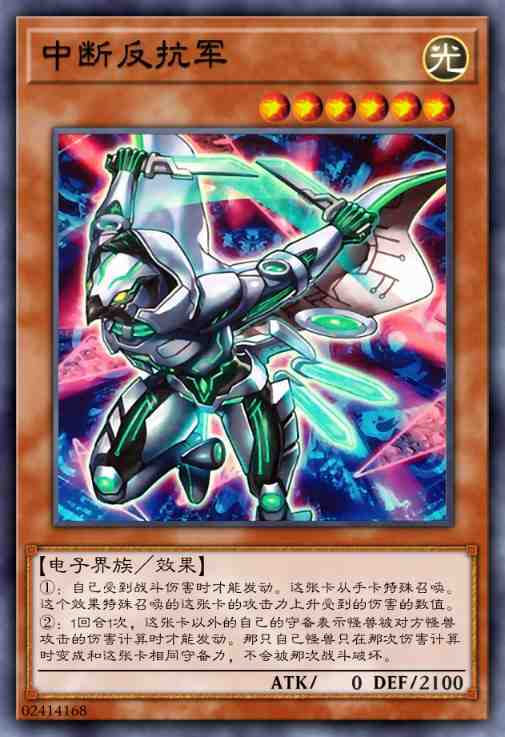 中断反抗军
光
【电子界族／效果】
①：自己受到战斗伤害时才能发动。这张卡从手卡特殊召唤。
这个效果特殊召唤的这张卡的攻击力上升受到的伤害的数值。
②：1回合1次，这张卡以外的自己的守备表示怪兽被对方怪兽
攻击的伤害计算时才能发动。那只自己怪兽只在那次伤害计算
时变成和这张卡相同守备力，不会被那次战斗破坏。
ATK/ 0 DEF/2100
02414168